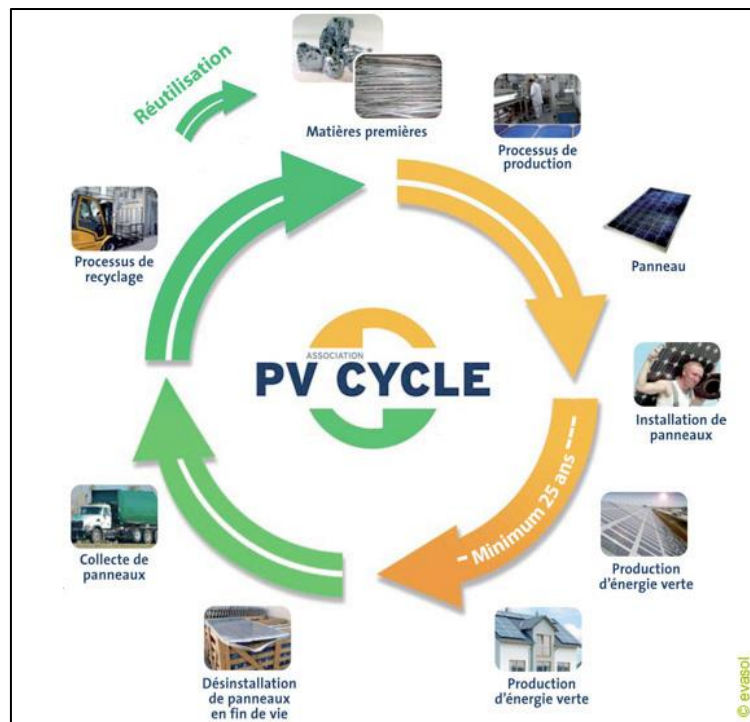 Réutilisation
Matières premières
Processus de
production
Panneau
Installation de
panneaux
Minimum 25 ans
Production
d'énergie verte
Production
d'énergie verte
Désinstallation
de panneaux
en fin de vie
Collecte de
panneaux
Processus de
recyclage
ASSOCIATION
PV CYCLE
© evasol